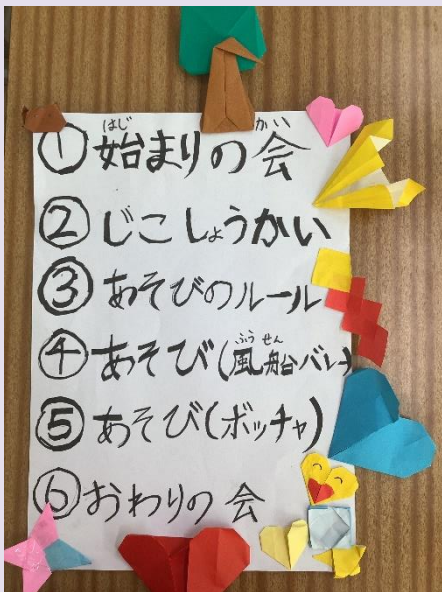 ① 始まりの会
② じこしょうかい
③ あそびのルール
④ あそび(風船バレー)
⑤ あそび(ボッチャ)
⑥ おわりの会